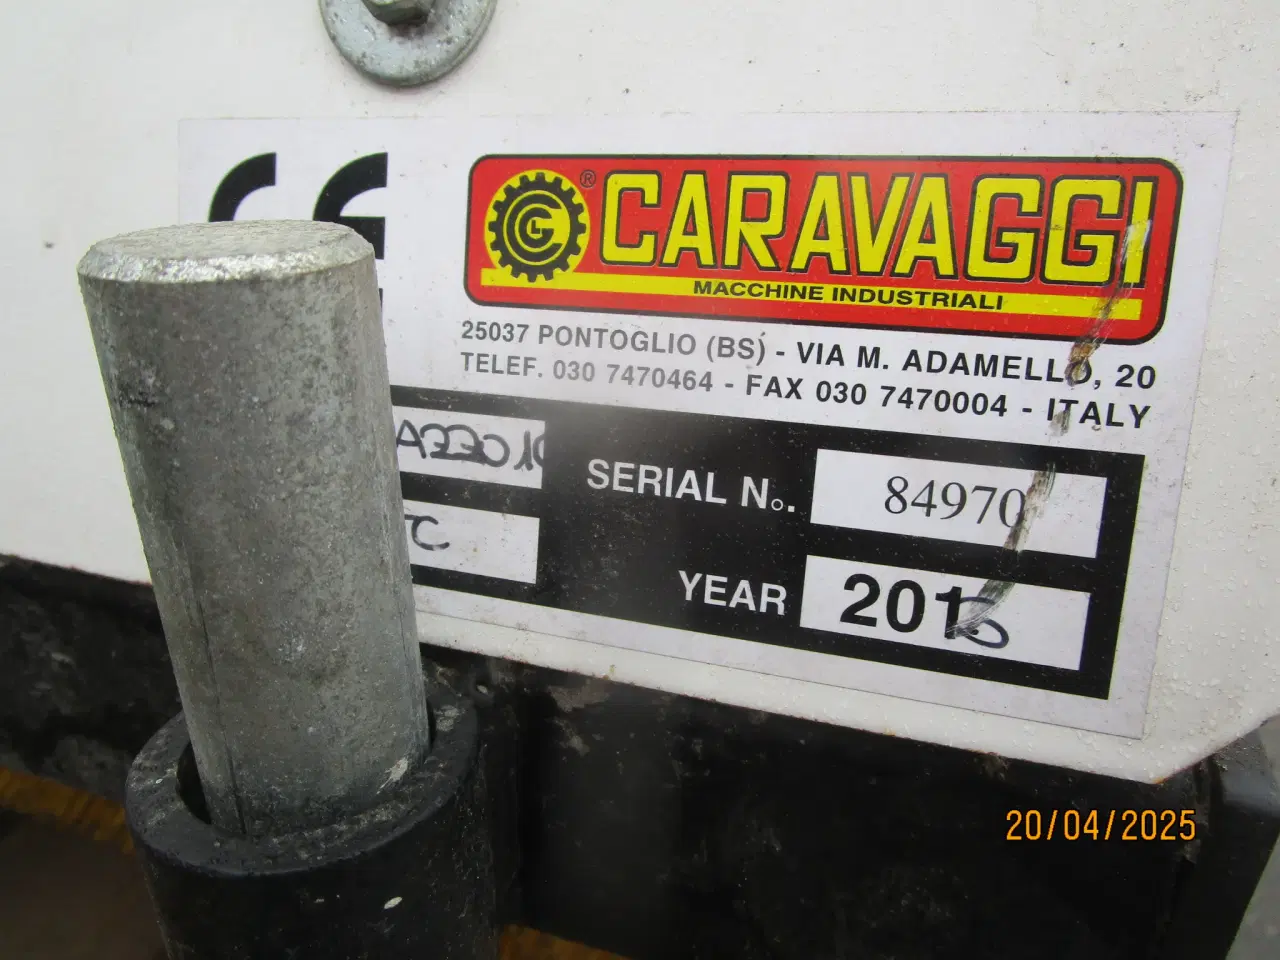 CE
® CARAVAGGI
MACCHINE INDUSTRIALI
25037 PONTOGLIO (BS) - VIA M. ADAMELLO, 20
TELEF. 030 7470464 - FAX 030 7470004 - ITALY
SERIAL No. 84970
YEAR 201
20/04/2025